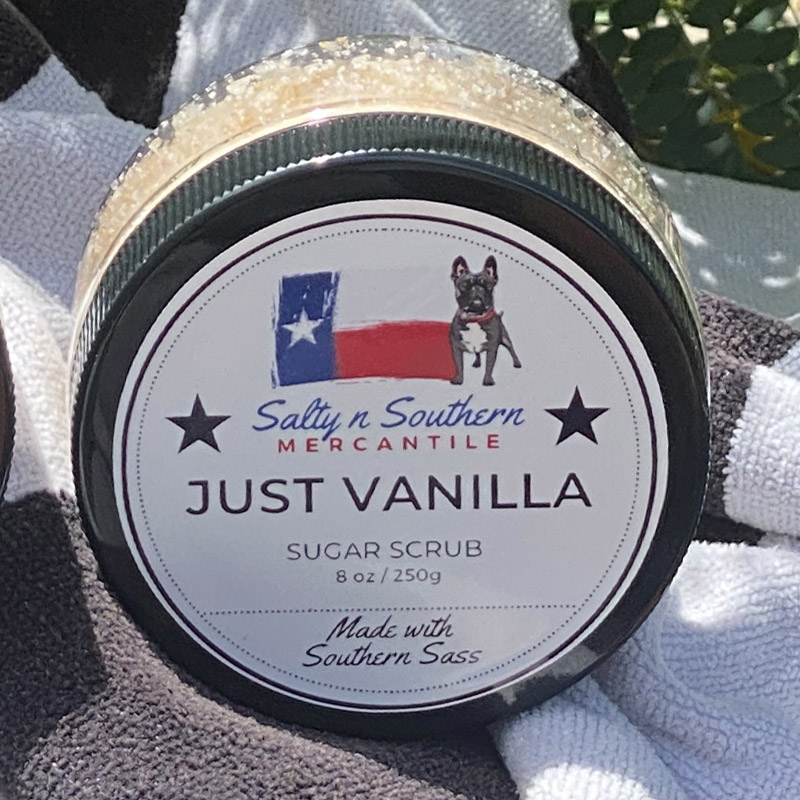 Salty n Southern
MERCANTILE
JUST VANILLA
SUGAR SCRUB
8 oz / 250g
Made with
Southern Sass